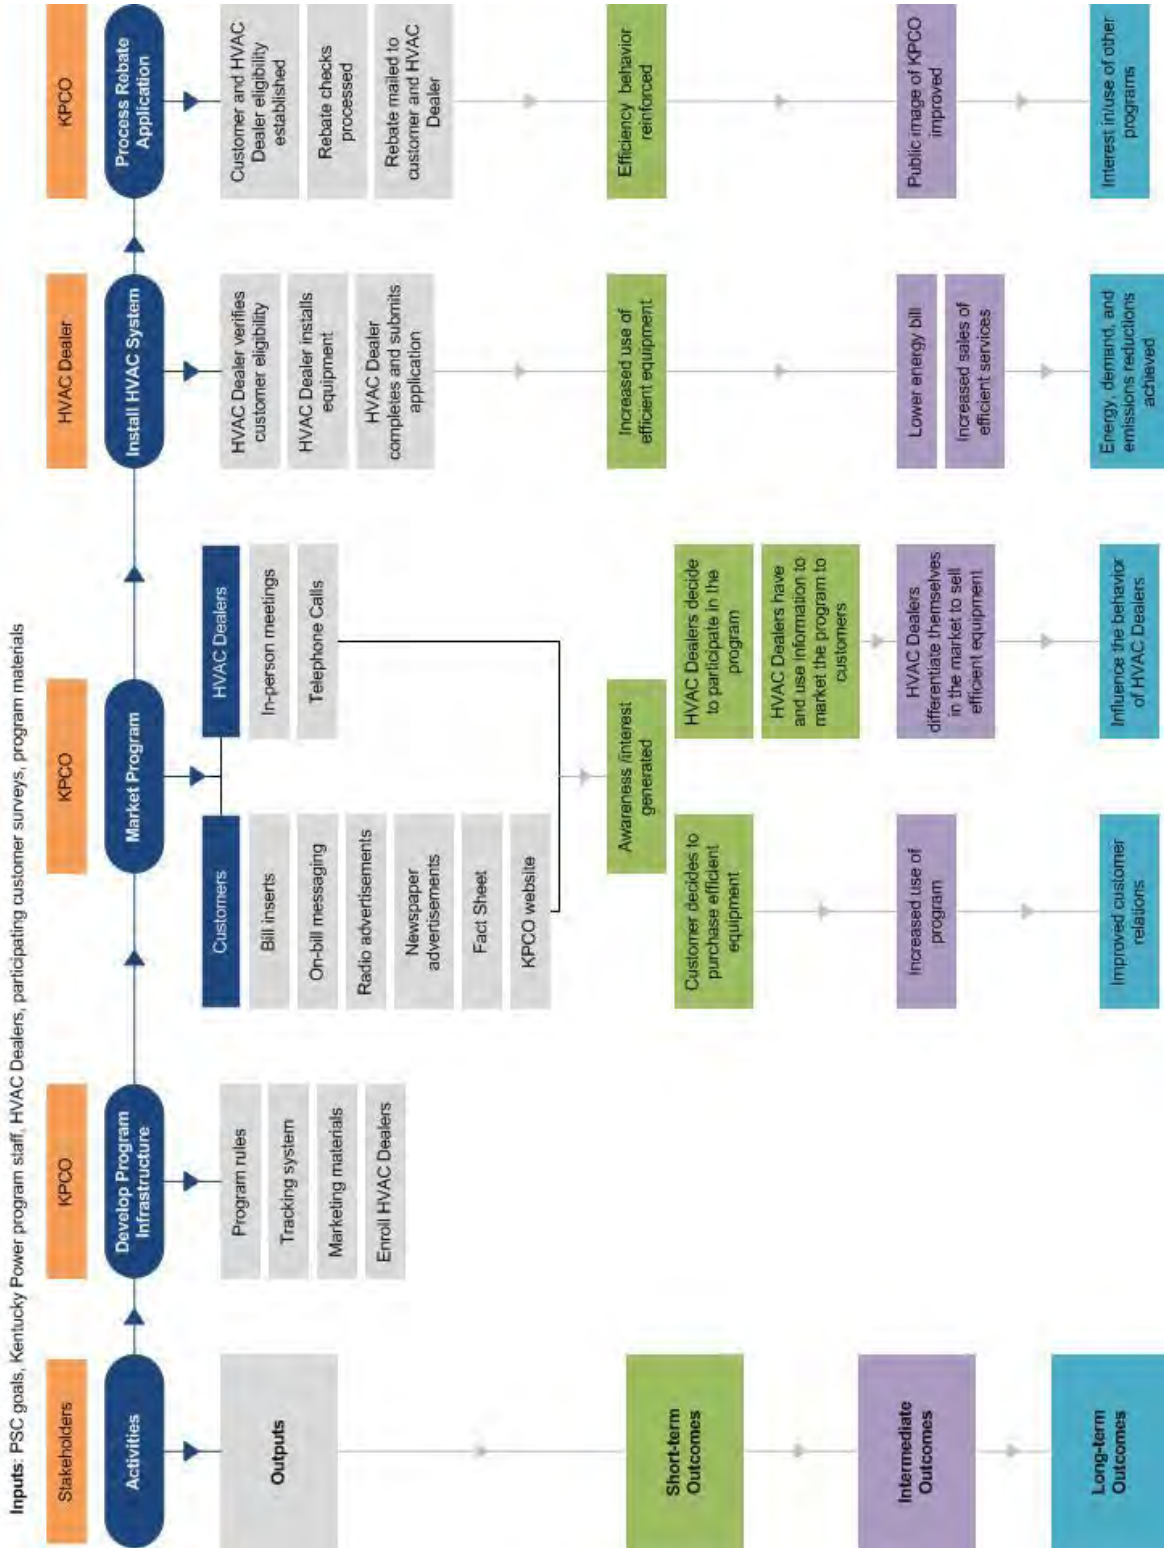 Inputs: PSC goals, Kentucky Power program staff, HVAC Dealers, participating customer surveys, program materials
Stakeholders
KPCO
KPCO
HVAC Dealer
KPCO
Activities
Develop Program
Infrastructure
Market Program
Install HVAC System
Process Rebate
Application
Outputs
Program rules
Tracking system
Marketing materials
Enroll HVAC Dealers
Customers
Bill inserts
On-bill messaging
Radio advertisements
Newspaper
advertisements
Fact Sheet
KPCO website
HVAC Dealers
In-person meetings
Telephone Calls
HVAC Dealer verifies
customer eligibility
HVAC Dealer installs
equipment
HVAC Dealer
completes and submits
application
Customer and HVAC
Dealer eligibility
established
Rebate checks
processed
Rebate mailed to
customer and HVAC
Dealer
Short-term
Outcomes
Awareness /interest
generated
Customer decides to
purchase efficient
equipment
HVAC Dealers decide
to participate in the
program
HVAC Dealers have
and use information to
market the program to
customers
Increased use of
efficient equipment
Efficiency behavior
reinforced
Intermediate
Outcomes
Increased use of
program
HVAC Dealers
differentiate themselves
in the market to sell
efficient equipment
Lower energy bill
Increased sales of
efficient services
Public image of KPCO
improved
Long-term
Outcomes
Improved customer
relations
Influence the behavior
of HVAC Dealers
Energy, demand, and
emissions reductions
achieved
Interest in/use of other
programs